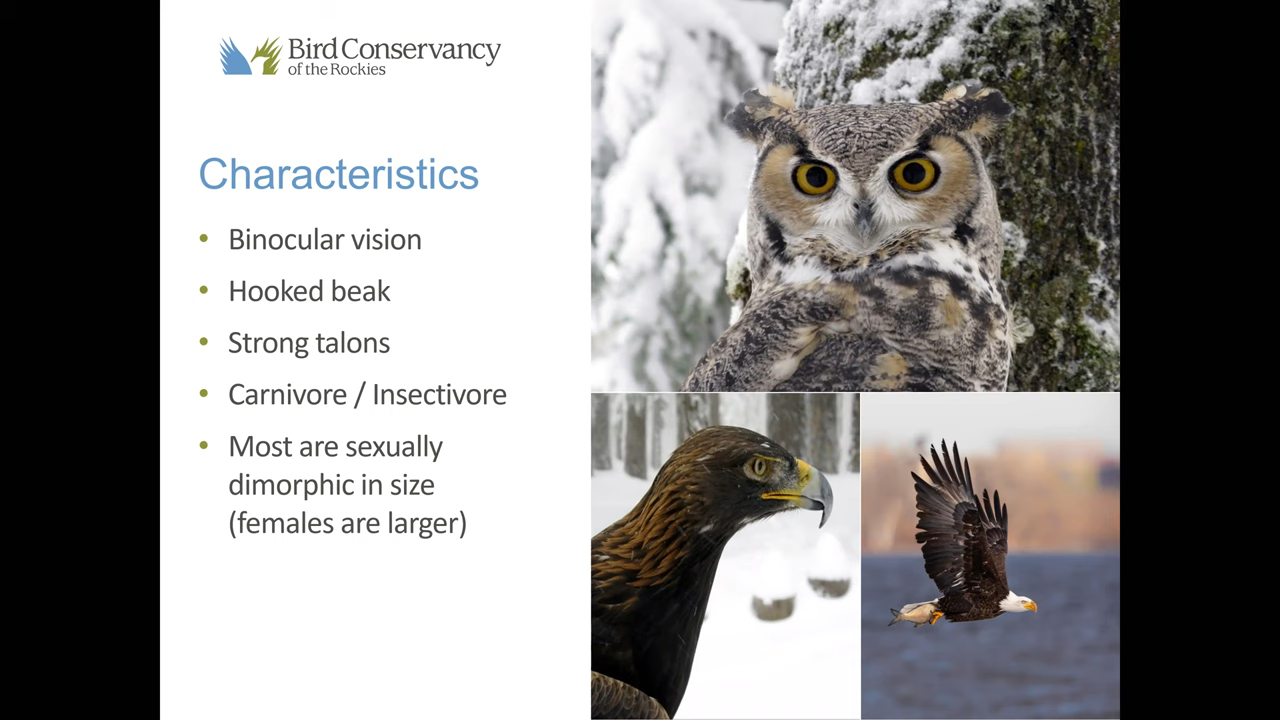 Bird Conservancy
of the Rockies
Characteristics
• Binocular vision
• Hooked beak
• Strong talons
• Carnivore / Insectivore
• Most are sexually
dimorphic in size
(females are larger)